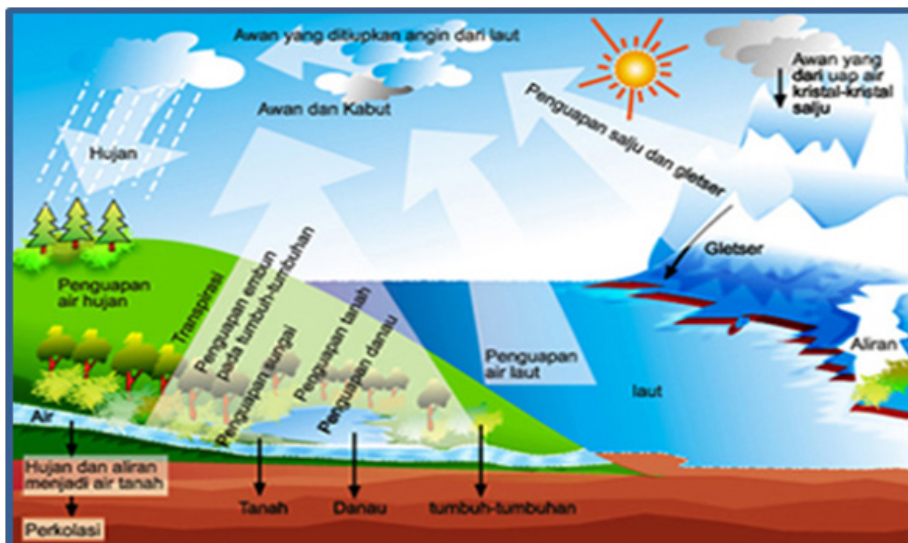 Awan yang ditiupkan angin dari laut
Awan dan Kabut
Awan yang
dari uap air
kristal-kristal
salju
Penguapan salju dan gletser
Hujan
Gletser
Penguapan
air hujan
Transpirasi
Penguapan embun
pada tumbuh-tumbuhan
Penguapan sungai
Penguapan tanah
Penguapan danau
Penguapan
air laut
laut
Aliran
Air
Hujan dan aliran
menjadi air tanah
Perkolasi
Tanah
Danau
tumbuh-tumbuhan